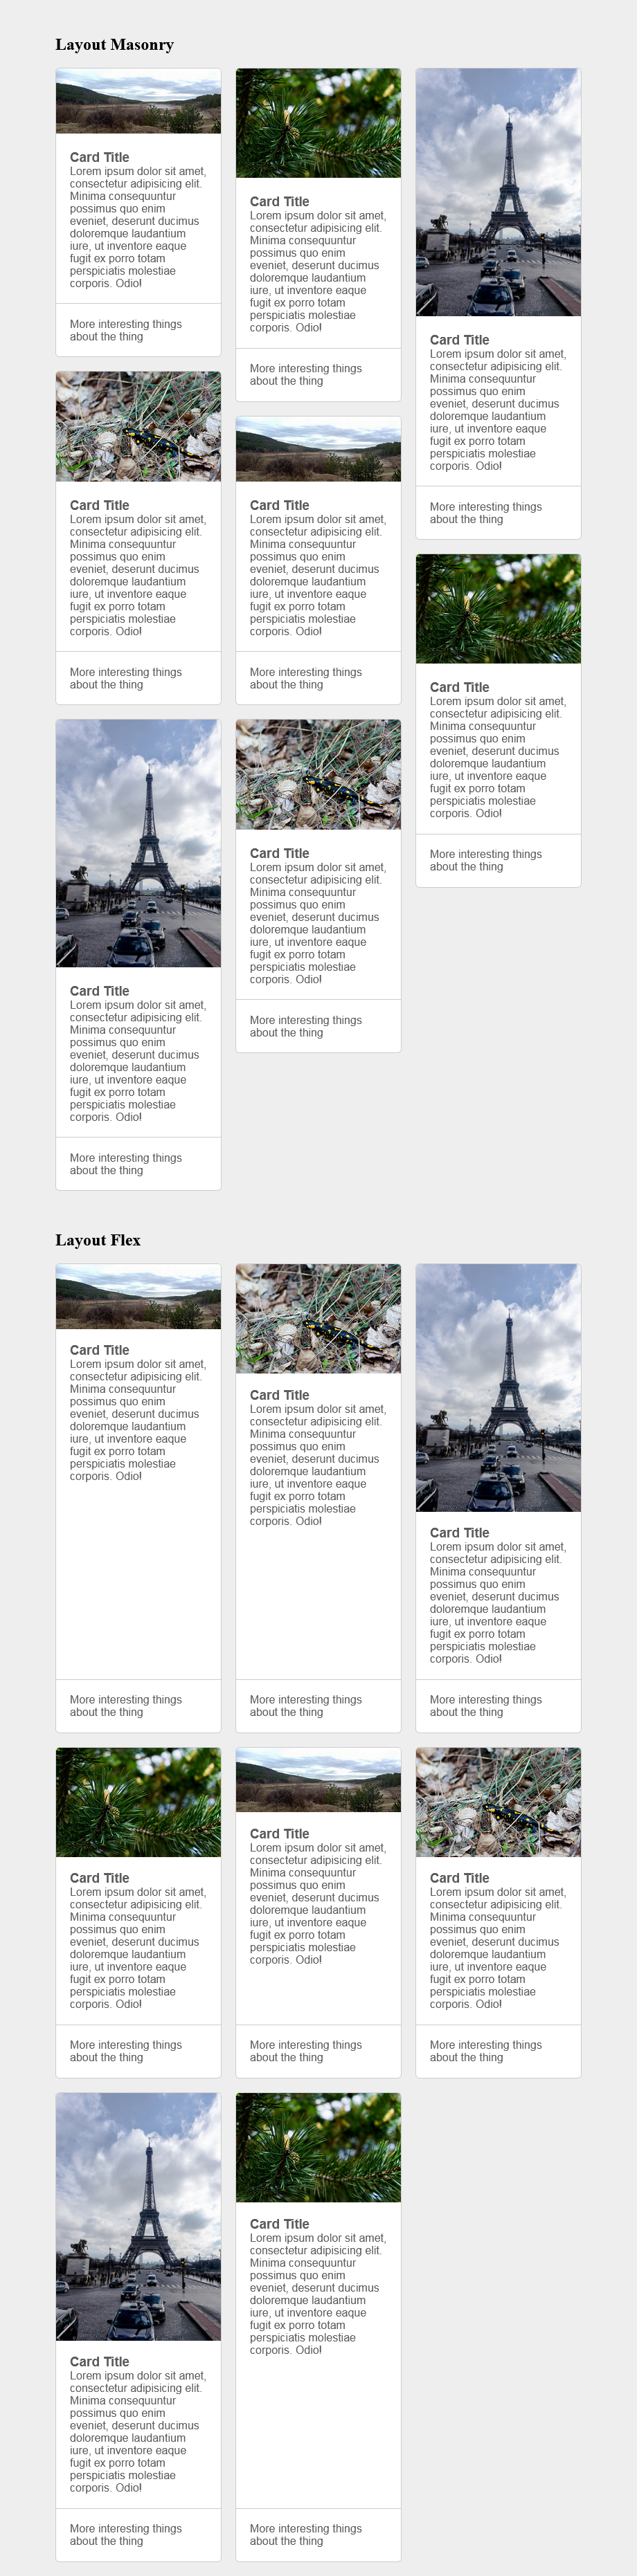 Layout Masonry
Card Title
Lorem ipsum dolor sit amet,
consectetur adipisicing elit.
Minima consequuntur
possimus quo enim
eveniet, deserunt ducimus
doloremque laudantium
iure, ut inventore eaque
fugit ex porro totam
perspiciatis molestiae
corporis. Odio!
More interesting things
about the thing
Card Title
Lorem ipsum dolor sit amet,
consectetur adipisicing elit.
Minima consequuntur
possimus quo enim
eveniet, deserunt ducimus
doloremque laudantium
iure, ut inventore eaque
fugit ex porro totam
perspiciatis molestiae
corporis. Odio!
More interesting things
about the thing
Card Title
Lorem ipsum dolor sit amet,
consectetur adipisicing elit.
Minima consequuntur
possimus quo enim
eveniet, deserunt ducimus
doloremque laudantium
iure, ut inventore eaque
fugit ex porro totam
perspiciatis molestiae
corporis. Odio!
More interesting things
about the thing
Card Title
Lorem ipsum dolor sit amet,
consectetur adipisicing elit.
Minima consequuntur
possimus quo enim
eveniet, deserunt ducimus
doloremque laudantium
iure, ut inventore eaque
fugit ex porro totam
perspiciatis molestiae
corporis. Odio!
More interesting things
about the thing
Card Title
Lorem ipsum dolor sit amet,
consectetur adipisicing elit.
Minima consequuntur
possimus quo enim
eveniet, deserunt ducimus
doloremque laudantium
iure, ut inventore eaque
fugit ex porro totam
perspiciatis molestiae
corporis. Odio!
More interesting things
about the thing
Card Title
Lorem ipsum dolor sit amet,
consectetur adipisicing elit.
Minima consequuntur
possimus quo enim
eveniet, deserunt ducimus
doloremque laudantium
iure, ut inventore eaque
fugit ex porro totam
perspiciatis molestiae
corporis. Odio!
More interesting things
about the thing
Card Title
Lorem ipsum dolor sit amet,
consectetur adipisicing elit.
Minima consequuntur
possimus quo enim
eveniet, deserunt ducimus
doloremque laudantium
iure, ut inventore eaque
fugit ex porro totam
perspiciatis molestiae
corporis. Odio!
More interesting things
about the thing
Card Title
Lorem ipsum dolor sit amet,
consectetur adipisicing elit.
Minima consequuntur
possimus quo enim
eveniet, deserunt ducimus
doloremque laudantium
iure, ut inventore eaque
fugit ex porro totam
perspiciatis molestiae
corporis. Odio!
More interesting things
about the thing
Layout Flex
Card Title
Lorem ipsum dolor sit amet,
consectetur adipisicing elit.
Minima consequuntur
possimus quo enim
eveniet, deserunt ducimus
doloremque laudantium
iure, ut inventore eaque
fugit ex porro totam
perspiciatis molestiae
corporis. Odio!
More interesting things
about the thing
Card Title
Lorem ipsum dolor sit amet,
consectetur adipisicing elit.
Minima consequuntur
possimus quo enim
eveniet, deserunt ducimus
doloremque laudantium
iure, ut inventore eaque
fugit ex porro totam
perspiciatis molestiae
corporis. Odio!
More interesting things
about the thing
Card Title
Lorem ipsum dolor sit amet,
consectetur adipisicing elit.
Minima consequuntur
possimus quo enim
eveniet, deserunt ducimus
doloremque laudantium
iure, ut inventore eaque
fugit ex porro totam
perspiciatis molestiae
corporis. Odio!
More interesting things
about the thing
Card Title
Lorem ipsum dolor sit amet,
consectetur adipisicing elit.
Minima consequuntur
possimus quo enim
eveniet, deserunt ducimus
doloremque laudantium
iure, ut inventore eaque
fugit ex porro totam
perspiciatis molestiae
corporis. Odio!
More interesting things
about the thing
Card Title
Lorem ipsum dolor sit amet,
consectetur adipisicing elit.
Minima consequuntur
possimus quo enim
eveniet, deserunt ducimus
doloremque laudantium
iure, ut inventore eaque
fugit ex porro totam
perspiciatis molestiae
corporis. Odio!
More interesting things
about the thing
Card Title
Lorem ipsum dolor sit amet,
consectetur adipisicing elit.
Minima consequuntur
possimus quo enim
eveniet, deserunt ducimus
doloremque laudantium
iure, ut inventore eaque
fugit ex porro totam
perspiciatis molestiae
corporis. Odio!
More interesting things
about the thing
Card Title
Lorem ipsum dolor sit amet,
consectetur adipisicing elit.
Minima consequuntur
possimus quo enim
eveniet, deserunt ducimus
doloremque laudantium
iure, ut inventore eaque
fugit ex porro totam
perspiciatis molestiae
corporis. Odio!
More interesting things
about the thing
Card Title
Lorem ipsum dolor sit amet,
consectetur adipisicing elit.
Minima consequuntur
possimus quo enim
eveniet, deserunt ducimus
doloremque laudantium
iure, ut inventore eaque
fugit ex porro totam
perspiciatis molestiae
corporis. Odio!
More interesting things
about the thing